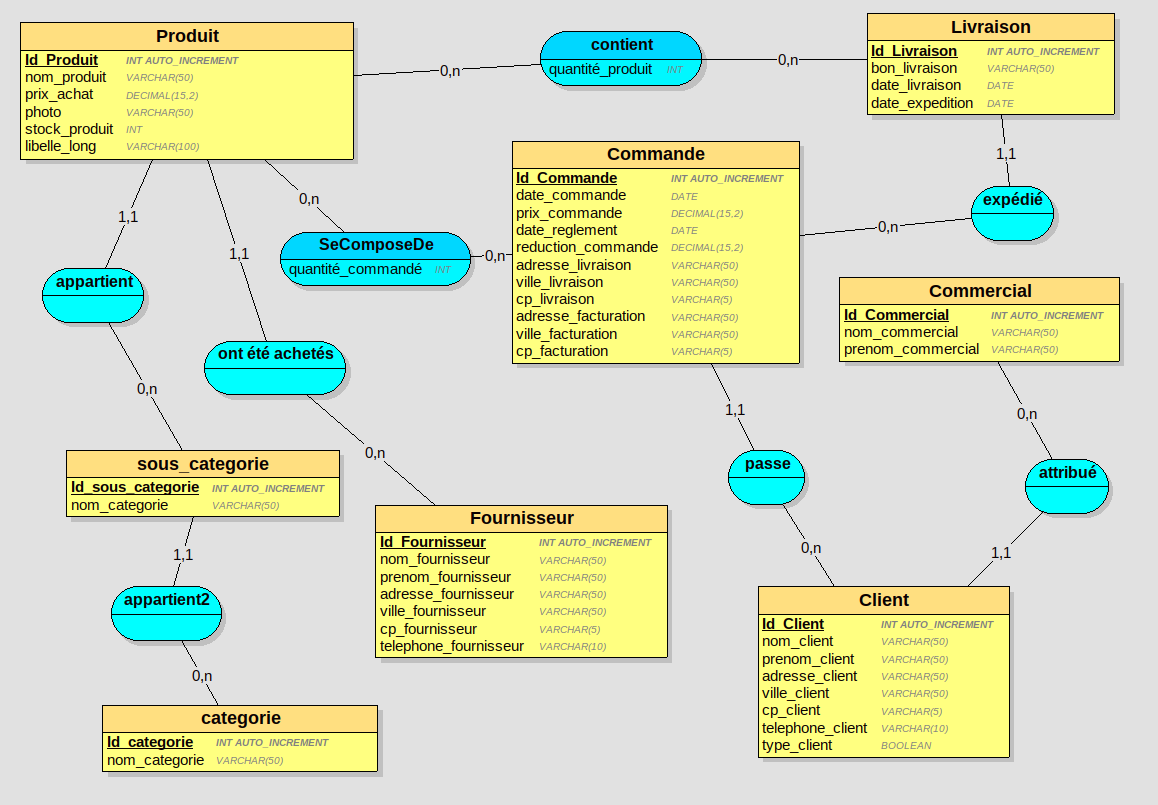 Produit
Id_Produit INT AUTO_INCREMENT
nom_produit VARCHAR(50)
prix_achat DECIMAL(15,2)
photo VARCHAR(50)
stock_produit INT
libelle_long VARCHAR(100)
0,n
contient
quantité_produit INT
0,n
Livraison
Id_Livraison INT AUTO_INCREMENT
bon_livraison VARCHAR(50)
date_livraison DATE
date_expedition DATE
1,1
expédié
0,n
Commande
Id_Commande INT AUTO_INCREMENT
date_commande DATE
prix_commande DECIMAL(15,2)
date_reglement DATE
reduction_commande DECIMAL(15,2)
adresse_livraison VARCHAR(50)
ville_livraison VARCHAR(50)
cp_livraison VARCHAR(5)
adresse_facturation VARCHAR(50)
ville_facturation VARCHAR(50)
cp_facturation VARCHAR(5)
0,n
SeComposeDe
quantité_commandé INT
0,n
1,1
appartient
0,n
1,1
ont été achetés
0,n
Commercial
Id_Commercial INT AUTO_INCREMENT
nom_commercial VARCHAR(50)
prenom_commercial VARCHAR(50)
0,n
attribué
1,1
1,1
passe
0,n
sous_categorie
Id_sous_categorie INT AUTO_INCREMENT
nom_categorie VARCHAR(50)
1,1
appartient2
0,n
categorie
Id_categorie INT AUTO_INCREMENT
nom_categorie VARCHAR(50)
Fournisseur
Id_Fournisseur INT AUTO_INCREMENT
nom_fournisseur VARCHAR(50)
prenom_fournisseur VARCHAR(50)
adresse_fournisseur VARCHAR(50)
ville_fournisseur VARCHAR(50)
cp_fournisseur VARCHAR(5)
telephone_fournisseur VARCHAR(10)
Client
Id_Client INT AUTO_INCREMENT
nom_client VARCHAR(50)
prenom_client VARCHAR(50)
adresse_client VARCHAR(50)
ville_client VARCHAR(50)
cp_client VARCHAR(5)
telephone_client VARCHAR(10)
type_client BOOLEAN